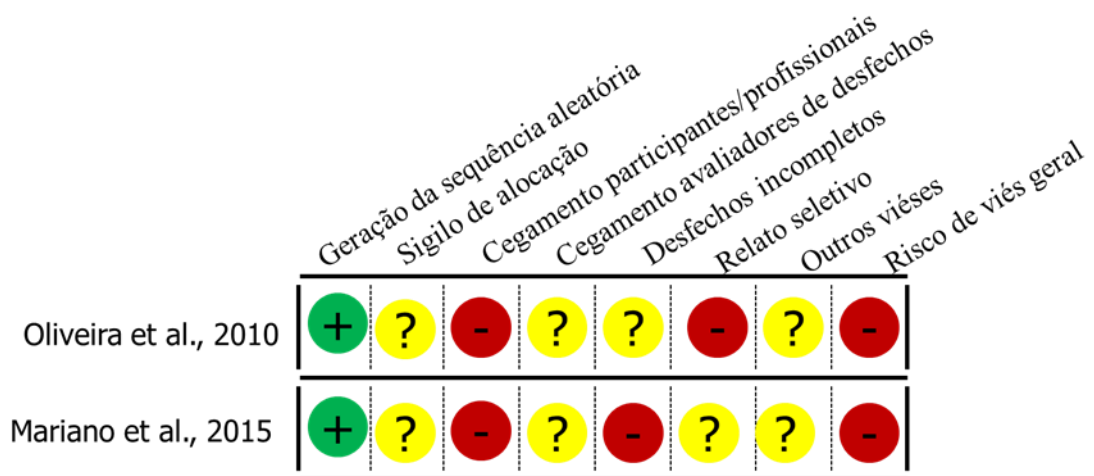 Geração da sequência aleatória
Sigilo de alocação
Cegamento participantes/profissionais
Cegamento avaliadores de desfechos
Desfechos incompletos
Relato seletivo
Outros viéses
Risco de viés geral
Oliveira et al., 2010 + ? - ? ? - ? -
Mariano et al., 2015 + ? - ? - ? ? -